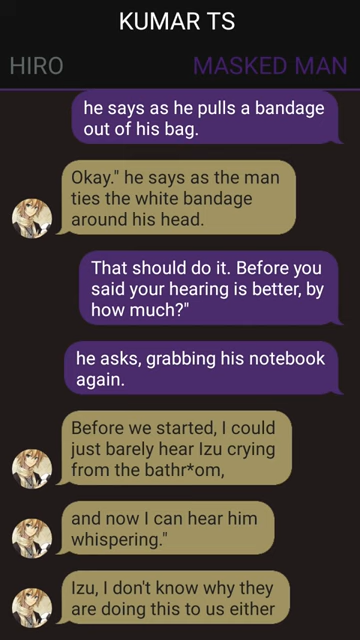 KUMAR TS
HIRO
MASKED MAN
he says as he pulls a bandage
out of his bag.
Okay." he says as the man
ties the white bandage
around his head.
That should do it. Before you
said your hearing is better, by
how much?"
he asks, grabbing his notebook
again.
Before we started, I could
just barely hear Izu crying
from the bathr*om,
and now I can hear him
whispering."
Izu, I don't know why they
are doing this to us either